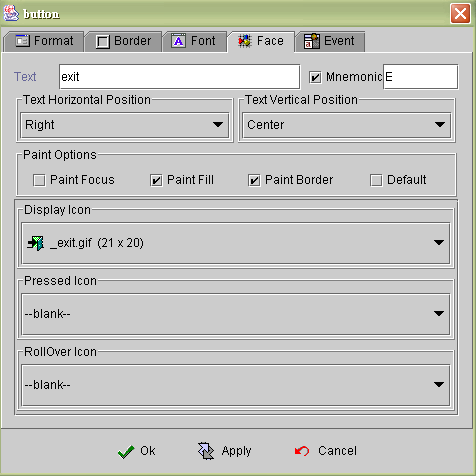 button
Format Border Font Face Event
Text exit Mnemonic E
Text Horizontal Position Text Vertical Position
Right Center
Paint Options
Paint Focus Paint Fill Paint Border Default
Display Icon
_exit.gif (21 x 20)
Pressed Icon
--blank--
RollOver Icon
--blank--
Ok Apply Cancel